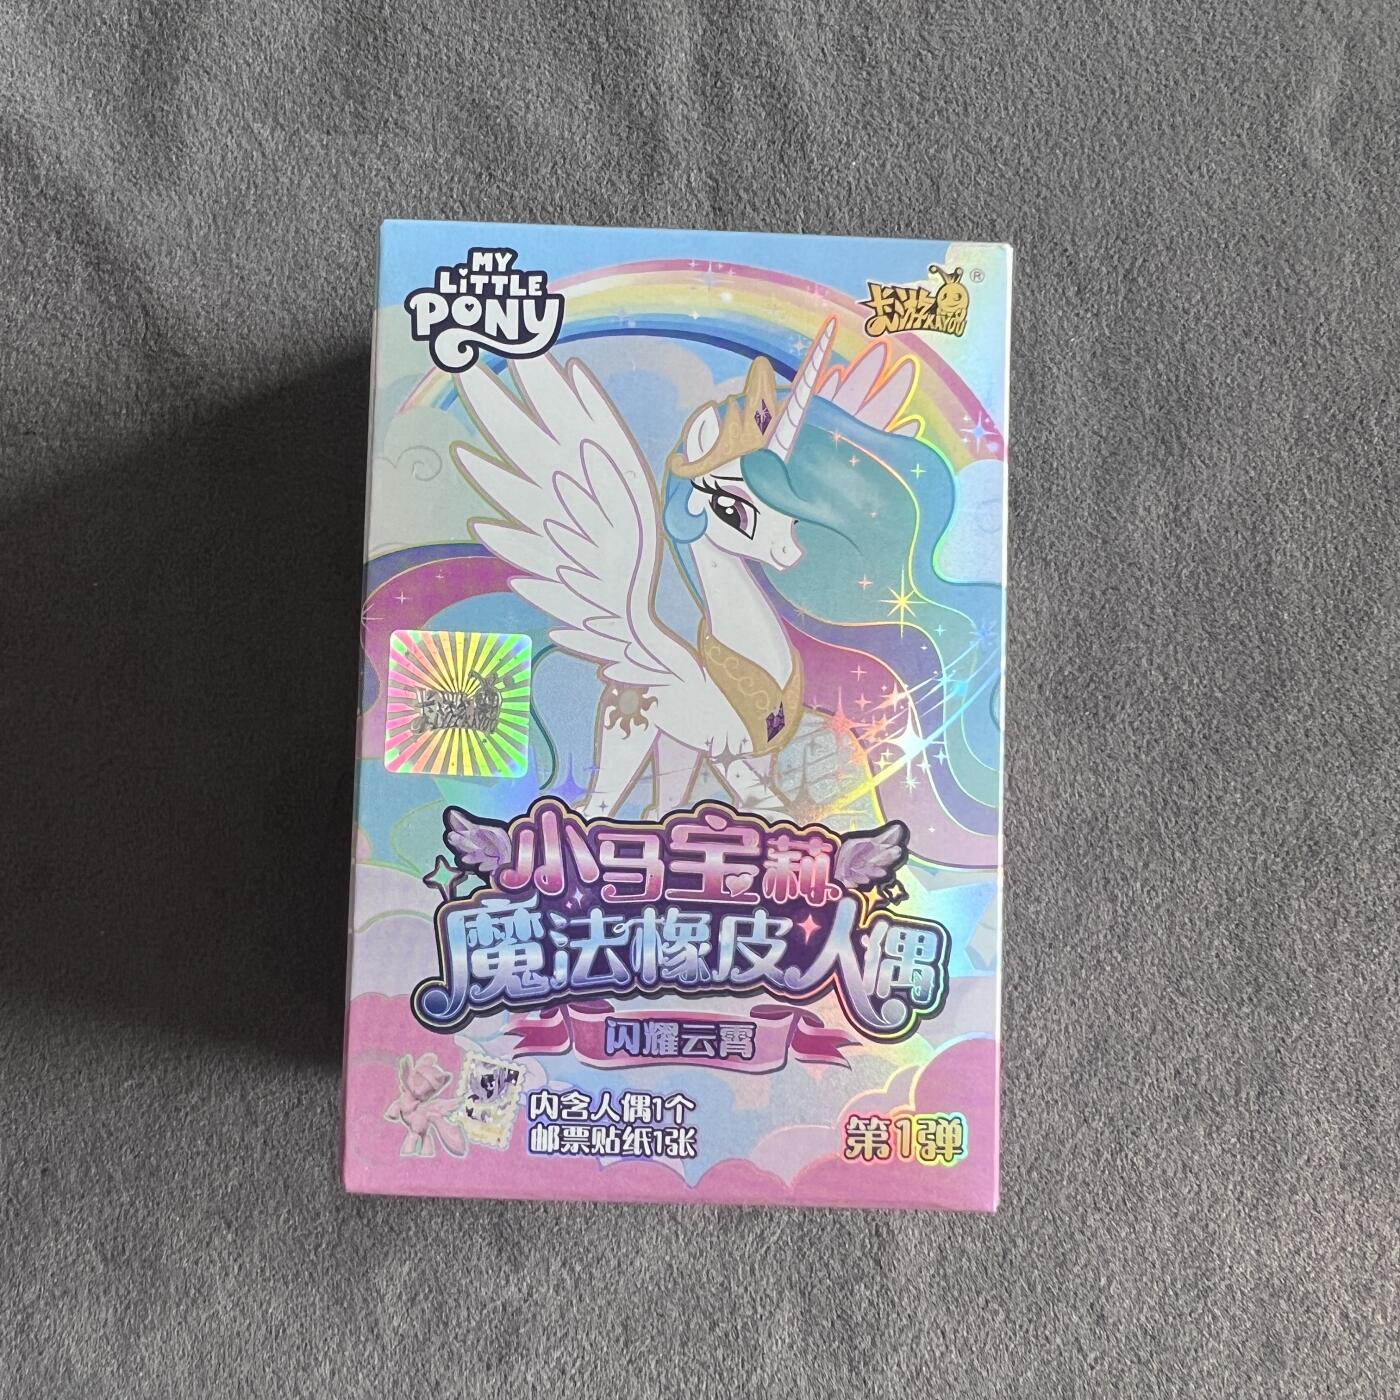 MY
LiTTLE
PONY
卡游 KAYOU ®
小马宝莉
魔法橡皮人偶
闪耀云霄
内含人偶1个
邮票贴纸1张
第1弹